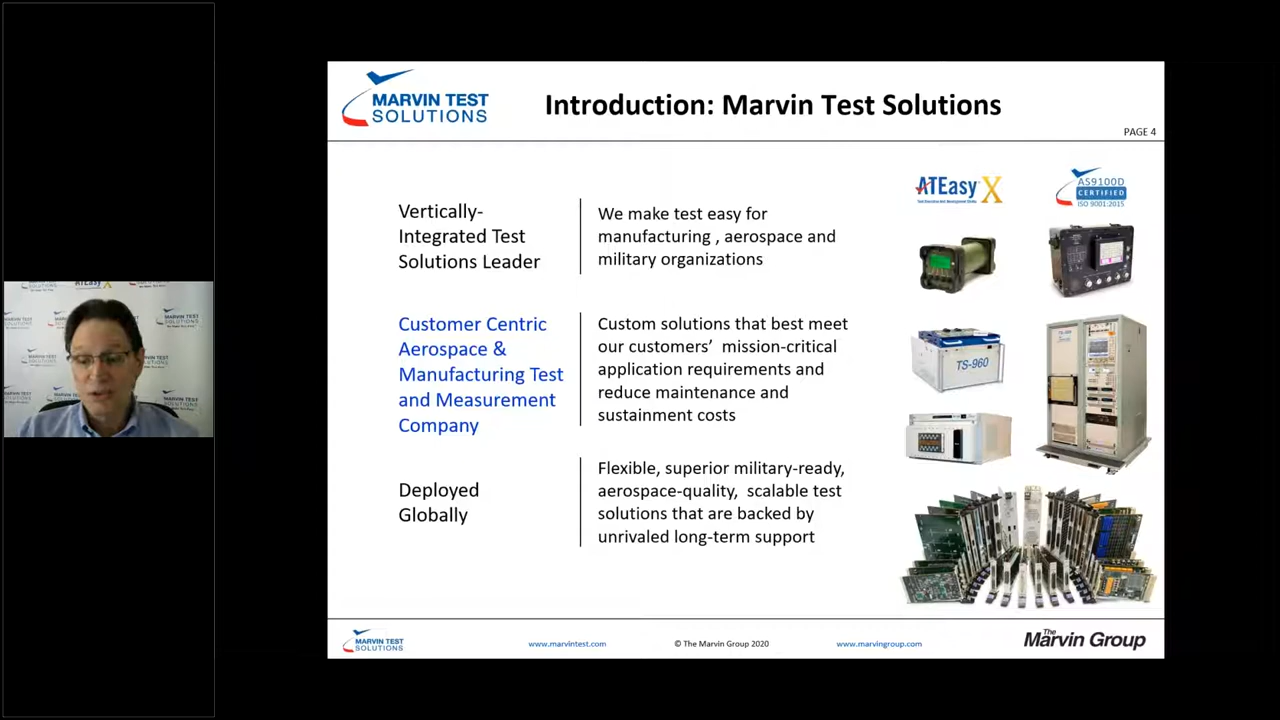 MARVIN TEST
SOLUTIONS
Introduction: Marvin Test Solutions
PAGE 4
ATEasy X
AS9100D
CERTIFIED
ISO 9001:2015
Vertically-
Integrated Test
Solutions Leader
We make test easy for
manufacturing , aerospace and
military organizations
Customer Centric
Aerospace &
Manufacturing Test
and Measurement
Company
Custom solutions that best meet
our customers’  mission-critical
application requirements and
reduce maintenance and
sustainment costs
TS-960
Deployed
Globally
Flexible, superior military-ready,
aerospace-quality,  scalable test
solutions that are backed by
unrivaled long-term support
MARVIN TEST
SOLUTIONS
www.marvintest.com
© The Marvin Group 2020
www.marvingroup.com
The
Marvin Group